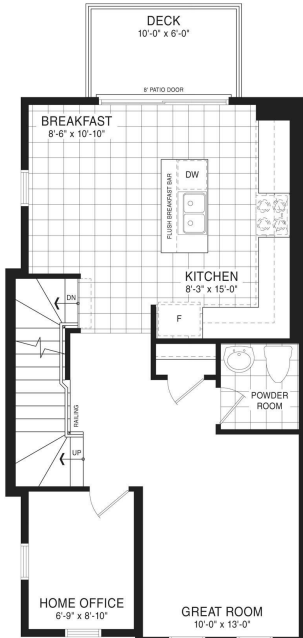 DECK
10'-0" x 6'-0"
8' PATIO DOOR
BREAKFAST
8'-6" x 10'-10"
DW
FLUSH BREAKFAST BAR
KITCHEN
8'-3" x 15'-0"
DN
F
POWDER
ROOM
RAILING
UP
HOME OFFICE
6'-9" x 8'-10"
GREAT ROOM
10'-0" x 13'-0"